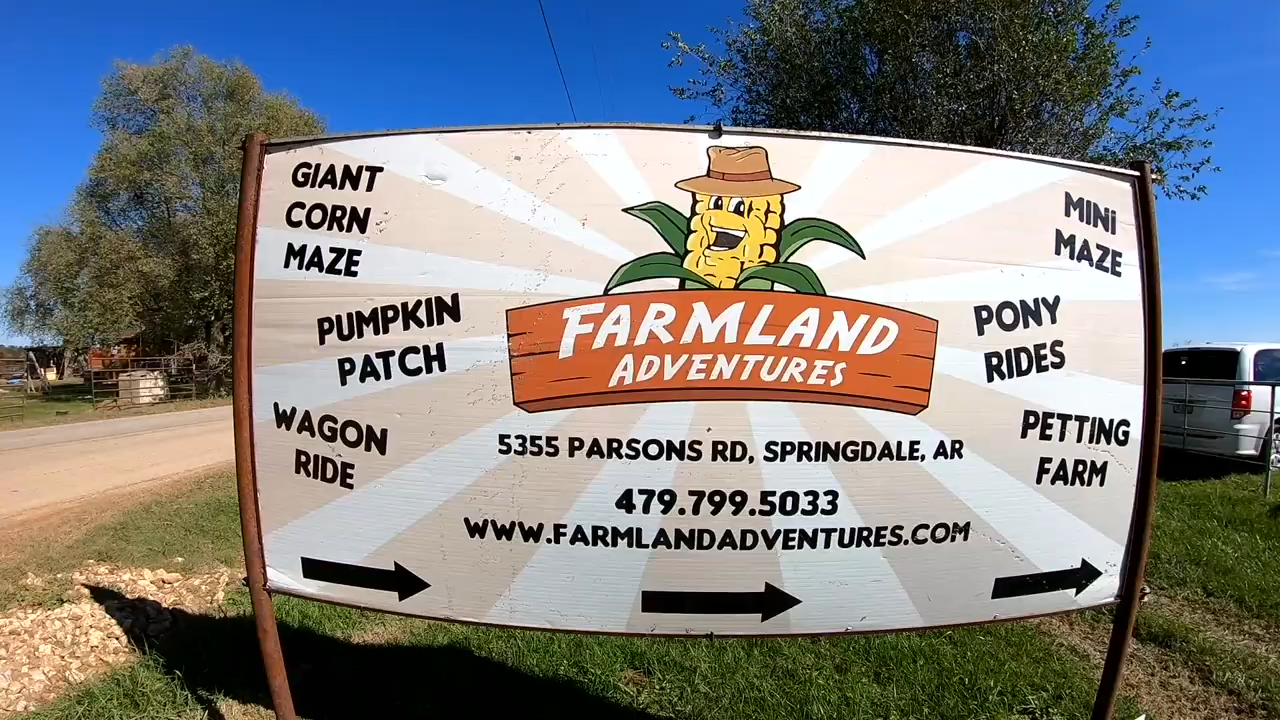 GIANT
CORN
MAZE
PUMPKIN
PATCH
WAGON
RIDE
FARMLAND
ADVENTURES
5355 PARSONS RD, SPRINGDALE, AR
479.799.5033
WWW.FARMLANDADVENTURES.COM
MINI
MAZE
PONY
RIDES
PETTING
FARM